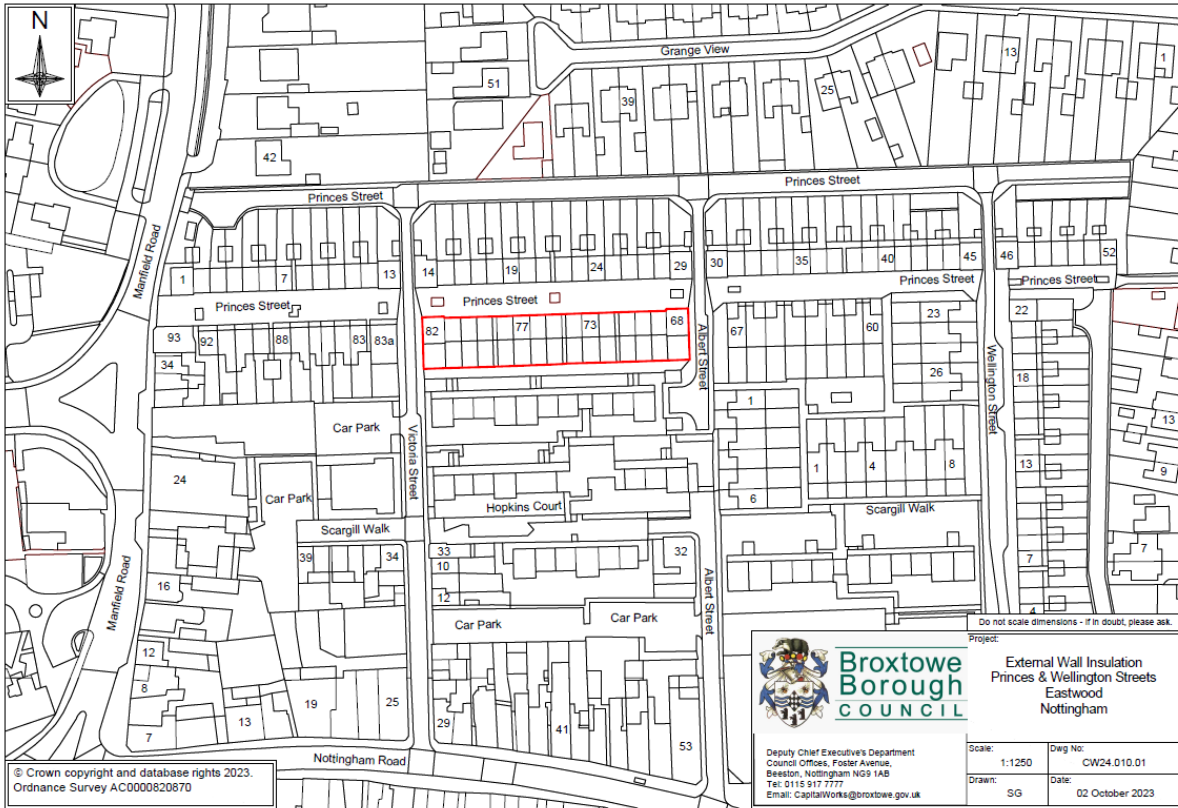 N
Grange View
13
1
51
39
25
42
Princes Street
Princes Street
Manfield Road
1
7
13
14
19
24
29
30
35
40
45
46
52
Princes Street
Princes Street
Princes Street
Princes Street
93
92
88
83
83a
82
77
73
68
67
60
23
22
34
26
18
Albert Street
Wellington Street
Victoria Street
Car Park
1
13
24
Car Park
1
4
8
13
9
6
Hopkins Court
Scargill Walk
Scargill Walk
39
34
33
10
32
7
7
16
12
4
Manfield Road
Albert Street
Car Park
Car Park
12
8
19
25
13
7
29
41
53
Nottingham Road
© Crown copyright and database rights 2023.
Ordnance Survey AC0000820870
Do not scale dimensions - If in doubt, please ask.
Broxtowe
Borough
COUNCIL
Project:
External Wall Insulation
Princes & Wellington Streets
Eastwood
Nottingham
Deputy Chief Executive's Department
Council Offices, Foster Avenue,
Beeston, Nottingham NG9 1AB
Tel: 0115 917 7777
Email: CapitalWorks@broxtowe.gov.uk
Scale:
1:1250
Dwg No:
CW24.010.01
Drawn:
SG
Date:
02 October 2023